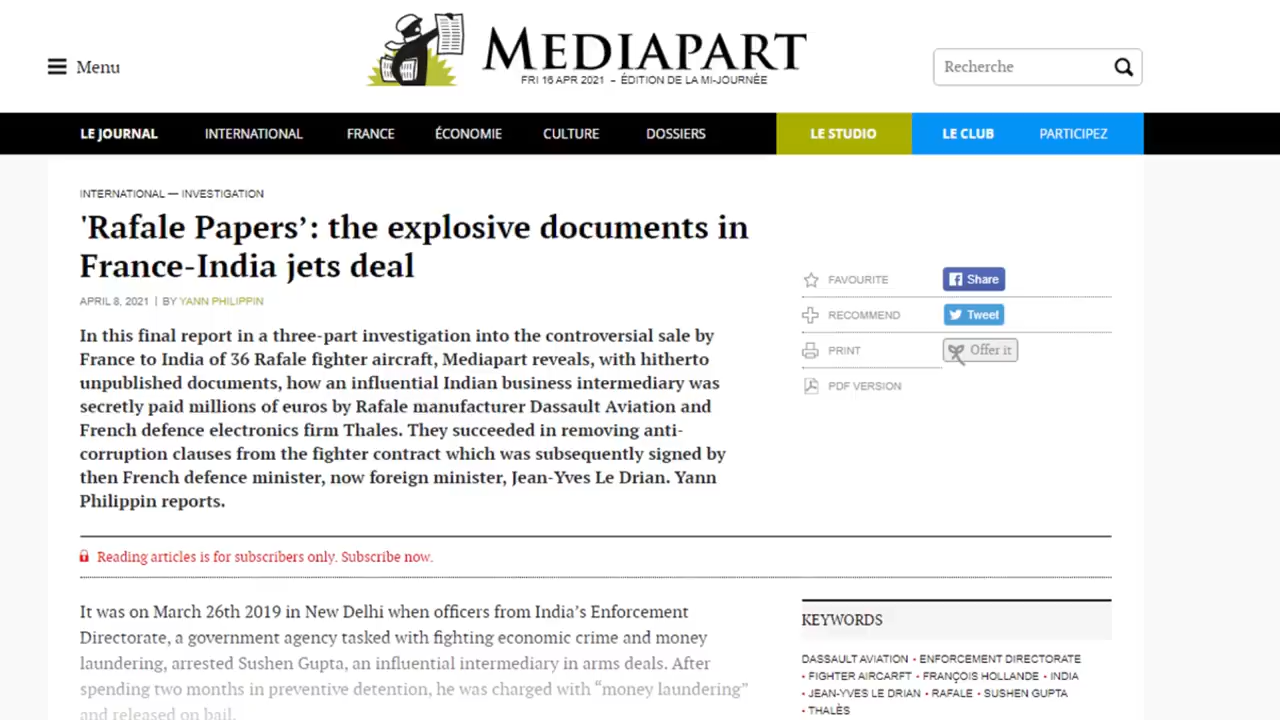 Menu
MEDIAPART
FRI 16 APR 2021 – ÉDITION DE LA MI-JOURNÉE
Recherche
LE JOURNAL INTERNATIONAL FRANCE ÉCONOMIE CULTURE DOSSIERS LE STUDIO LE CLUB PARTICIPEZ
INTERNATIONAL — INVESTIGATION
'Rafale Papers’: the explosive documents in
France-India jets deal
APRIL 8, 2021 | BY YANN PHILIPPIN
In this final report in a three-part investigation into the controversial sale by
France to India of 36 Rafale fighter aircraft, Mediapart reveals, with hitherto
unpublished documents, how an influential Indian business intermediary was
secretly paid millions of euros by Rafale manufacturer Dassault Aviation and
French defence electronics firm Thales. They succeeded in removing anti-
corruption clauses from the fighter contract which was subsequently signed by
then French defence minister, now foreign minister, Jean-Yves Le Drian. Yann
Philippin reports.
FAVOURITE Share
RECOMMEND Tweet
PRINT Offer it
PDF VERSION
Reading articles is for subscribers only. Subscribe now.
It was on March 26th 2019 in New Delhi when officers from India’s Enforcement
Directorate, a government agency tasked with fighting economic crime and money
laundering, arrested Sushen Gupta, an influential intermediary in arms deals. After
spending two months in preventive detention, he was charged with “money laundering”
and released on bail.
KEYWORDS
DASSAULT AVIATION • ENFORCEMENT DIRECTORATE
• FIGHTER AIRCARFT • FRANÇOIS HOLLANDE • INDIA
• JEAN-YVES LE DRIAN • RAFALE • SUSHEN GUPTA
• THALÈS